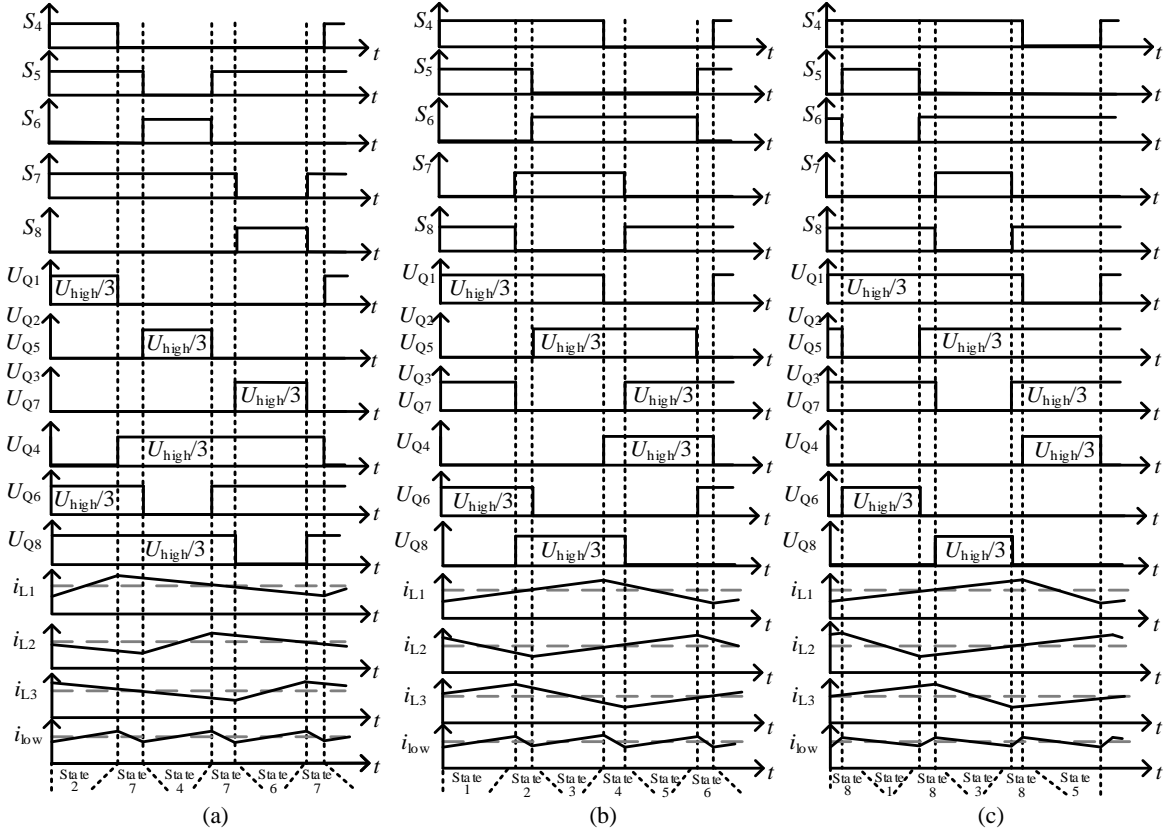 S4 t S4 t S4 t
S5 t S5 t S5 t
S6 t S6 t S6 t
S7 t S7 t S7 t
S8 t S8 t S8 t
UQ1 Uhigh/3 t UQ1 Uhigh/3 t UQ1 Uhigh/3 t
UQ2 UQ2 UQ2
UQ5 Uhigh/3 t UQ5 Uhigh/3 t UQ5 Uhigh/3 t
UQ3 UQ3 UQ3
UQ7 Uhigh/3 t UQ7 Uhigh/3 t UQ7 Uhigh/3 t
UQ4 Uhigh/3 t UQ4 Uhigh/3 t UQ4 Uhigh/3 t
UQ6 Uhigh/3 t UQ6 Uhigh/3 t UQ6 Uhigh/3 t
UQ8 Uhigh/3 t UQ8 Uhigh/3 t UQ8 Uhigh/3 t
iL1 t iL1 t iL1 t
iL2 t iL2 t iL2 t
iL3 t iL3 t iL3 t
ilow t ilow t ilow t
State State State State State State State State State State State State State State State State State State
2 7 4 7 6 7 1 2 3 4 5 6 8 1 8 3 8 5
(a) (b) (c)